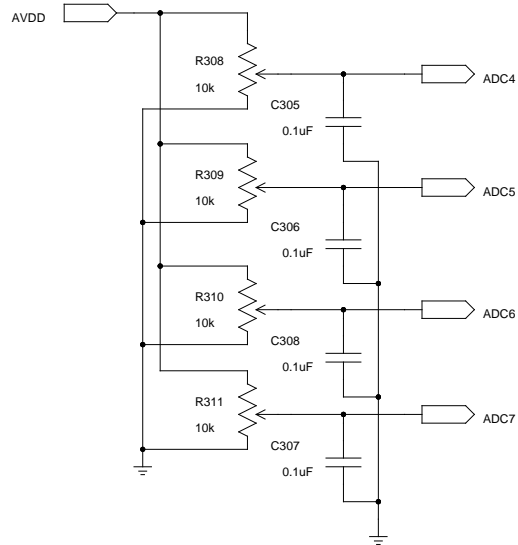 AVDD
R308
10k
ADC4
C305
0.1uF
R309
10k
ADC5
C306
0.1uF
R310
10k
ADC6
C308
0.1uF
R311
10k
ADC7
C307
0.1uF